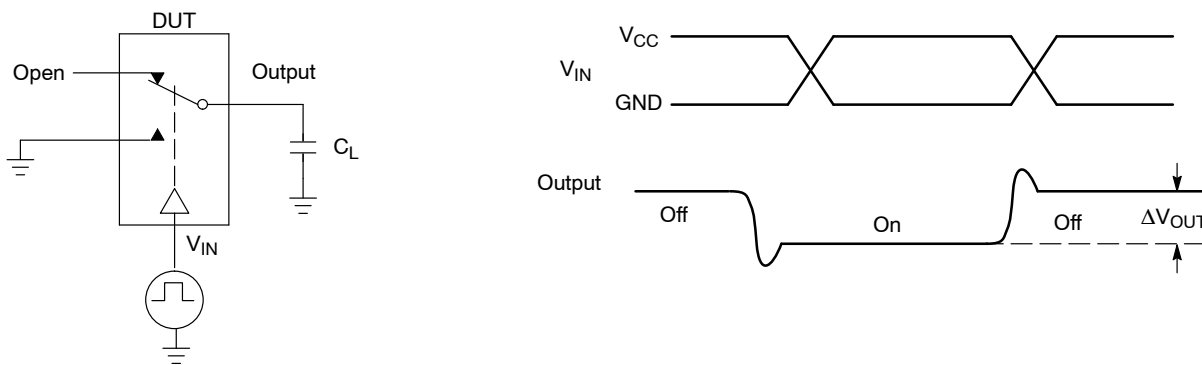 DUT
Open
Output
C_L
V_IN
V_CC
V_IN
GND
Output
Off
On
Off
ΔV_OUT